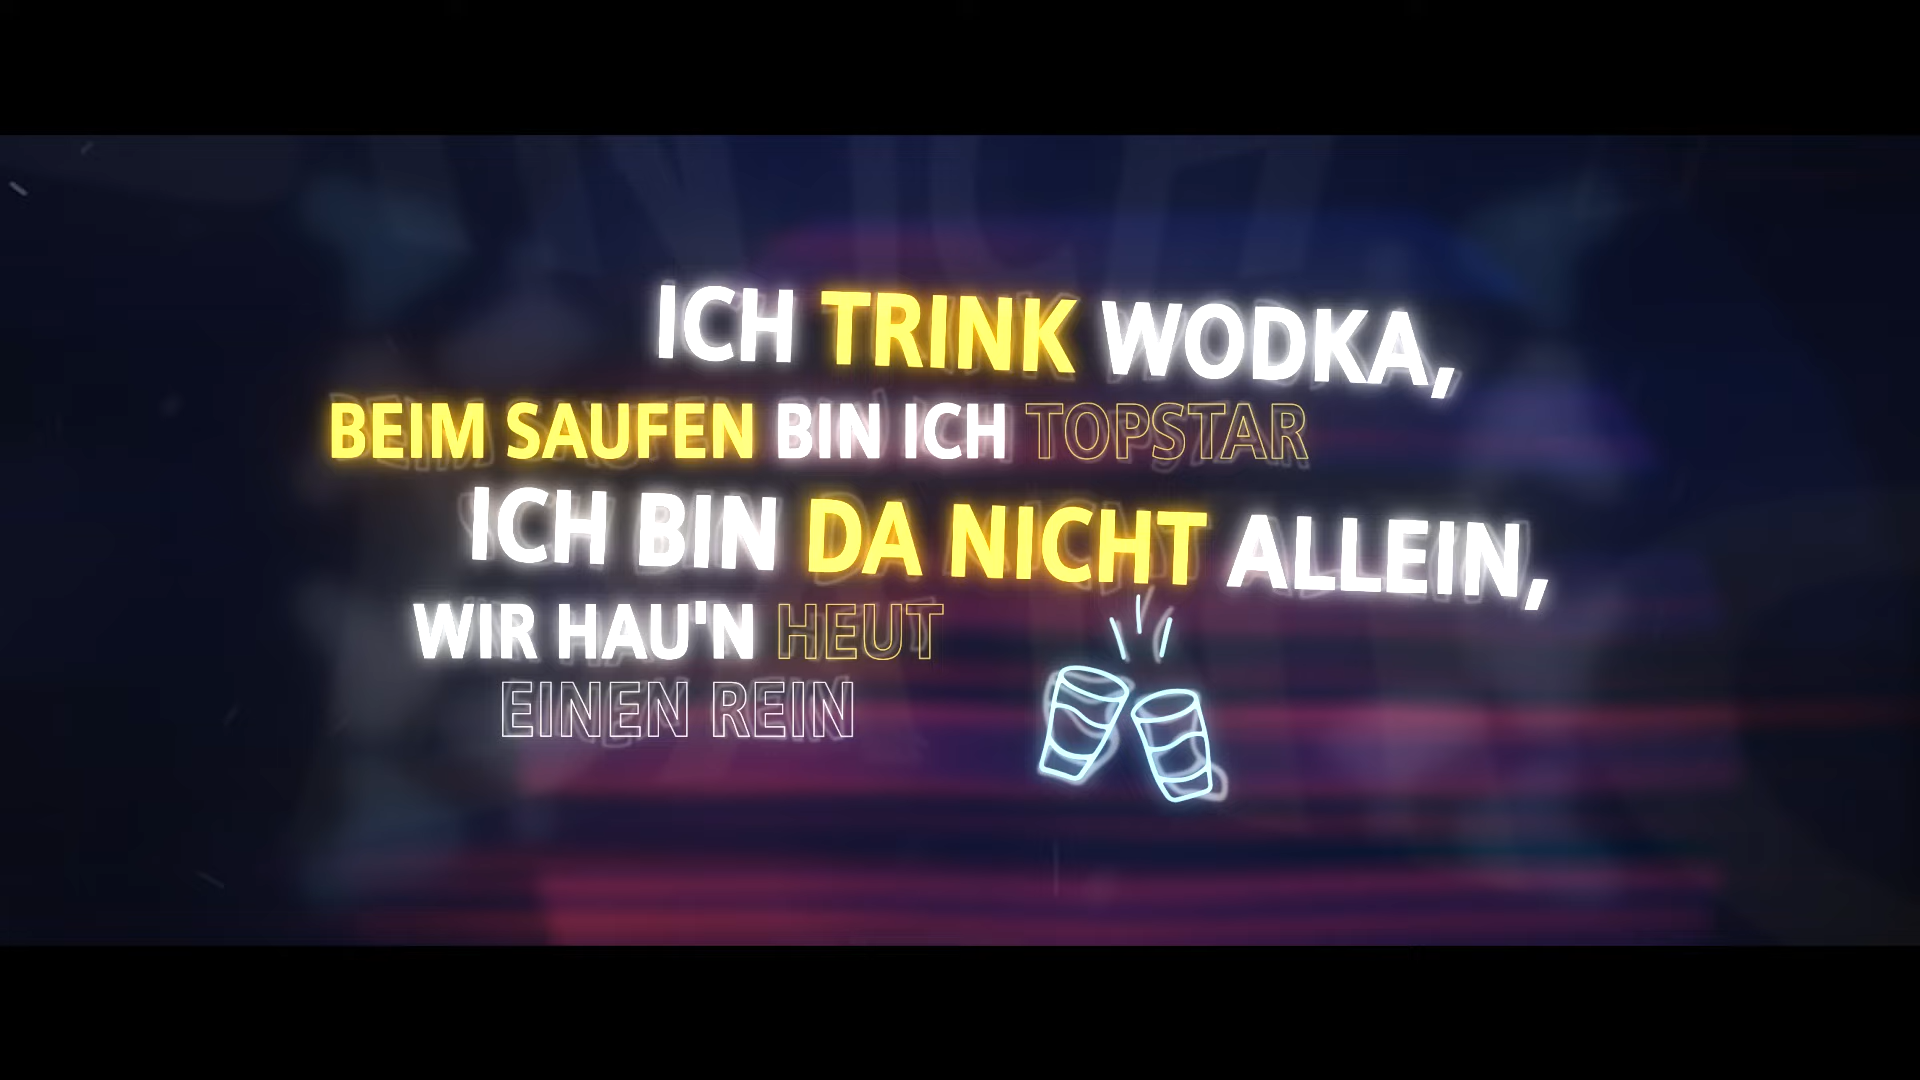 ICH TRINK WODKA,
BEIM SAUFEN BIN ICH TOPSTAR
ICH BIN DA NICHT ALLEIN,
WIR HAU'N HEUT
EINEN REIN